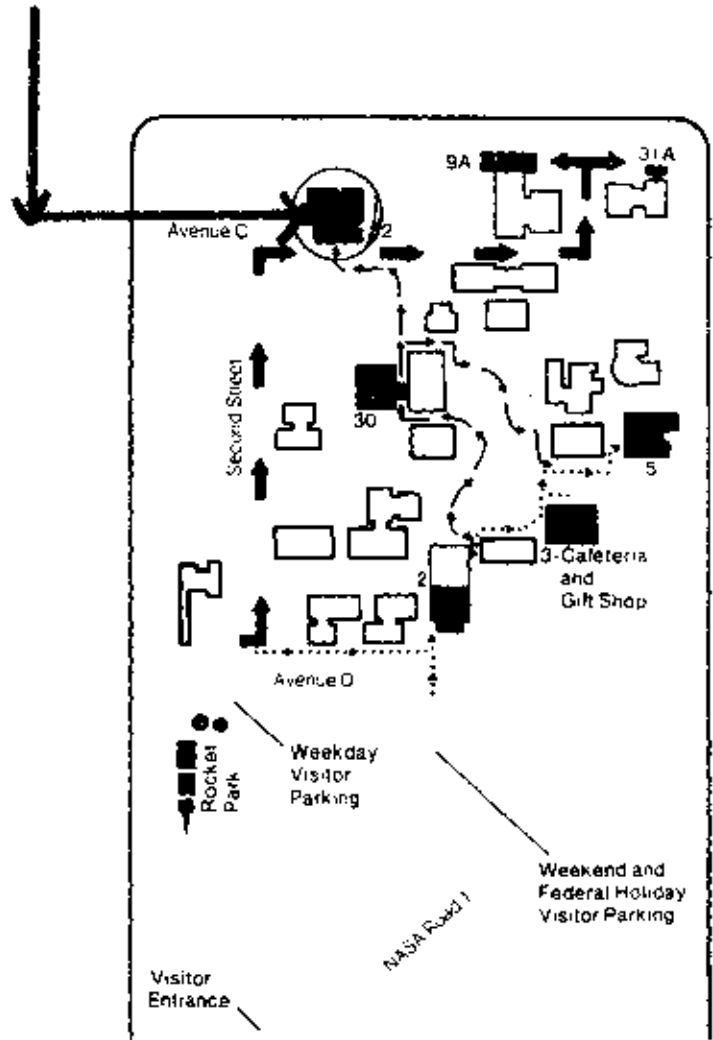 9A
31A
Avenue C
Second Street
30
5
3-Cafeteria
and
Gift Shop
2
Avenue D
Rocket
Park
Weekday
Visitor
Parking
Weekend and
Federal Holiday
Visitor Parking
NASA Road 1
Visitor
Entrance